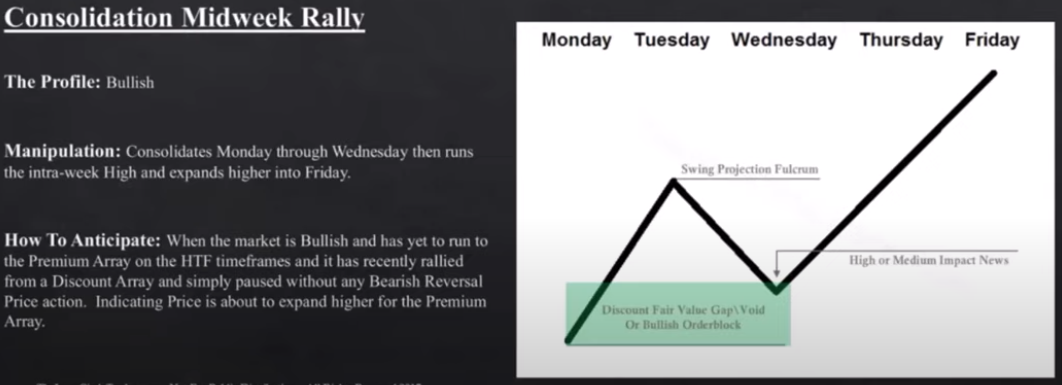 Consolidation Midweek Rally
The Profile: Bullish
Manipulation: Consolidates Monday through Wednesday then runs
the intra-week High and expands higher into Friday.
How To Anticipate: When the market is Bullish and has yet to run to
the Premium Array on the HTF timeframes and it has recently rallied
from a Discount Array and simply paused without any Bearish Reversal
Price action. Indicating Price is about to expand higher for the Premium
Array.
Monday Tuesday Wednesday Thursday Friday
Swing Projection Fulcrum
High or Medium Impact News
Discount Fair Value Gap\Void
Or Bullish Orderblock